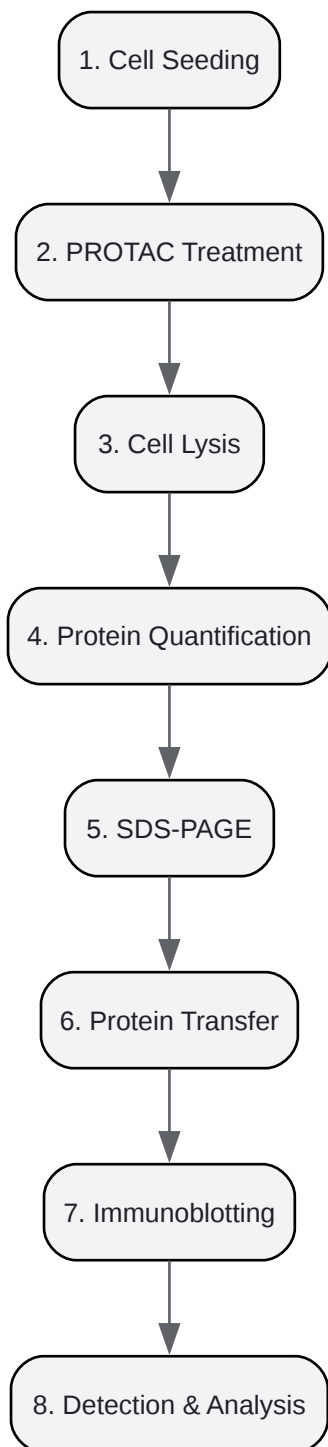 1. Cell Seeding
2. PROTAC Treatment
3. Cell Lysis
4. Protein Quantification
5. SDS-PAGE
6. Protein Transfer
7. Immunoblotting
8. Detection & Analysis